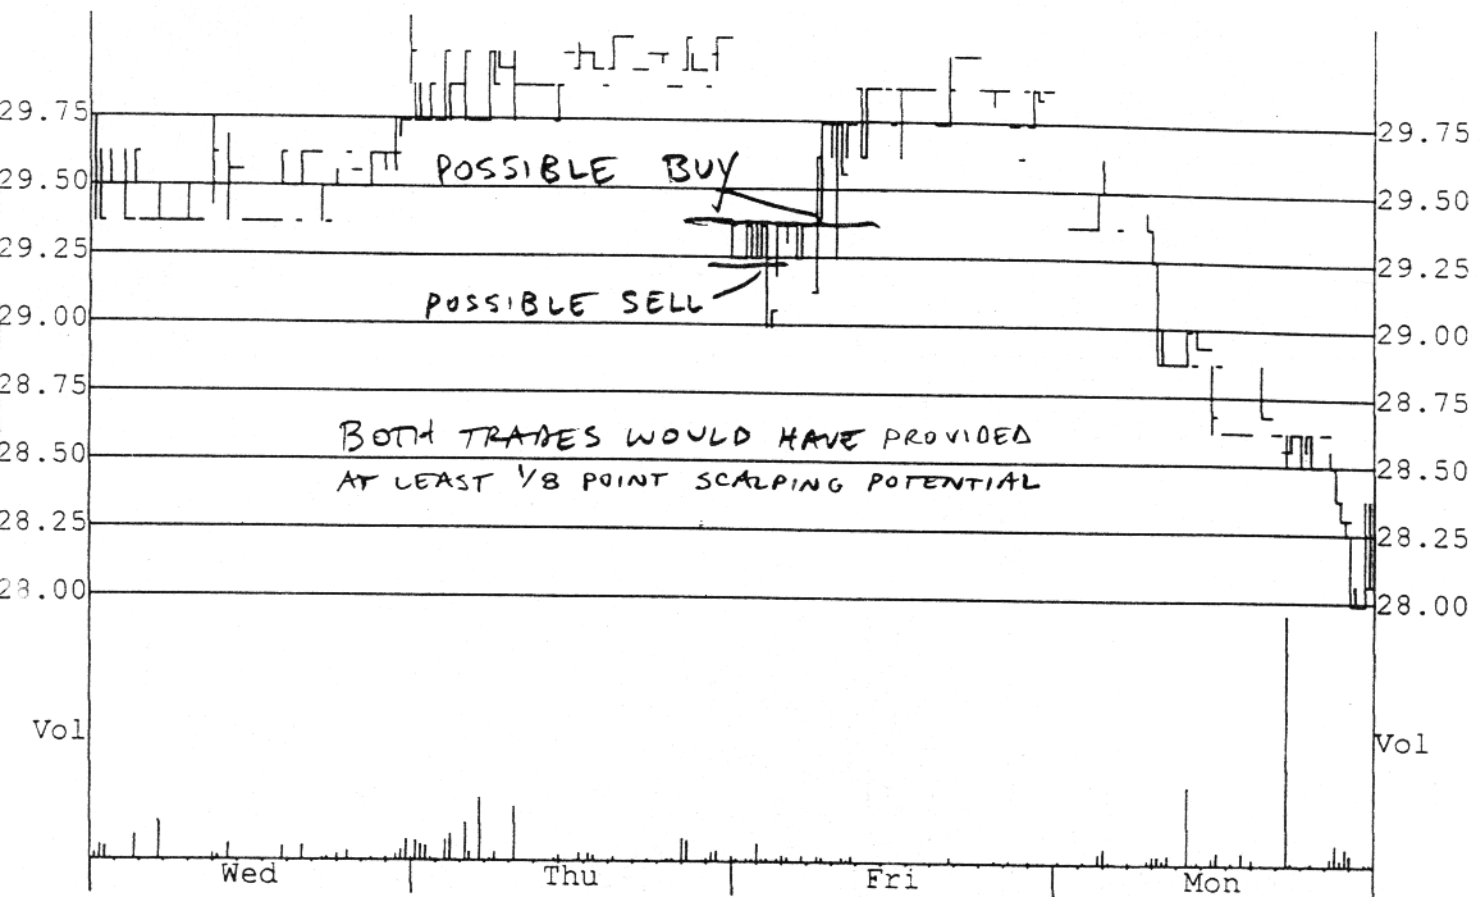 29.75 29.75
POSSIBLE BUY
29.50 29.50
29.25 29.25
POSSIBLE SELL
29.00 29.00
28.75 28.75
BOTH TRADES WOULD HAVE PROVIDED
28.50 28.50
AT LEAST 1/8 POINT SCALPING POTENTIAL
28.25 28.25
28.00 28.00
Vol Vol
Wed Thu Fri Mon